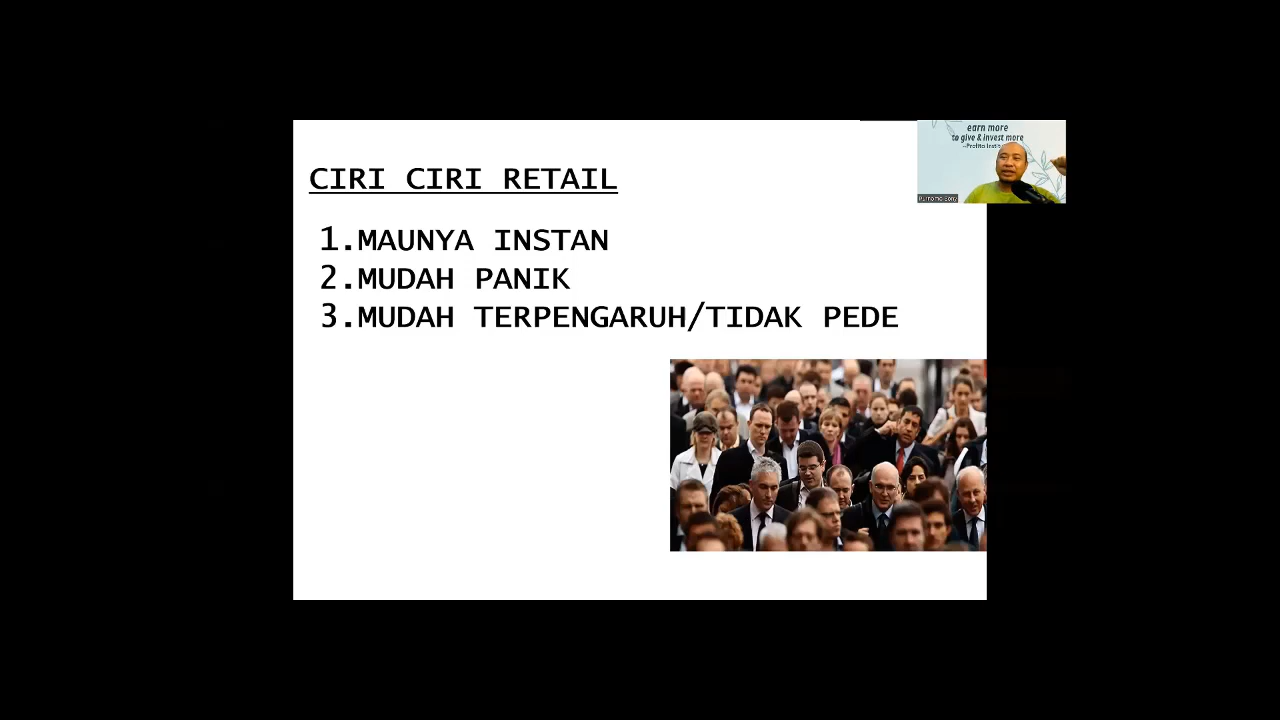 earn more
to give & invest more
CIRI CIRI RETAIL
1.MAUNYA INSTAN
2.MUDAH PANIK
3.MUDAH TERPENGARUH/TIDAK PEDE